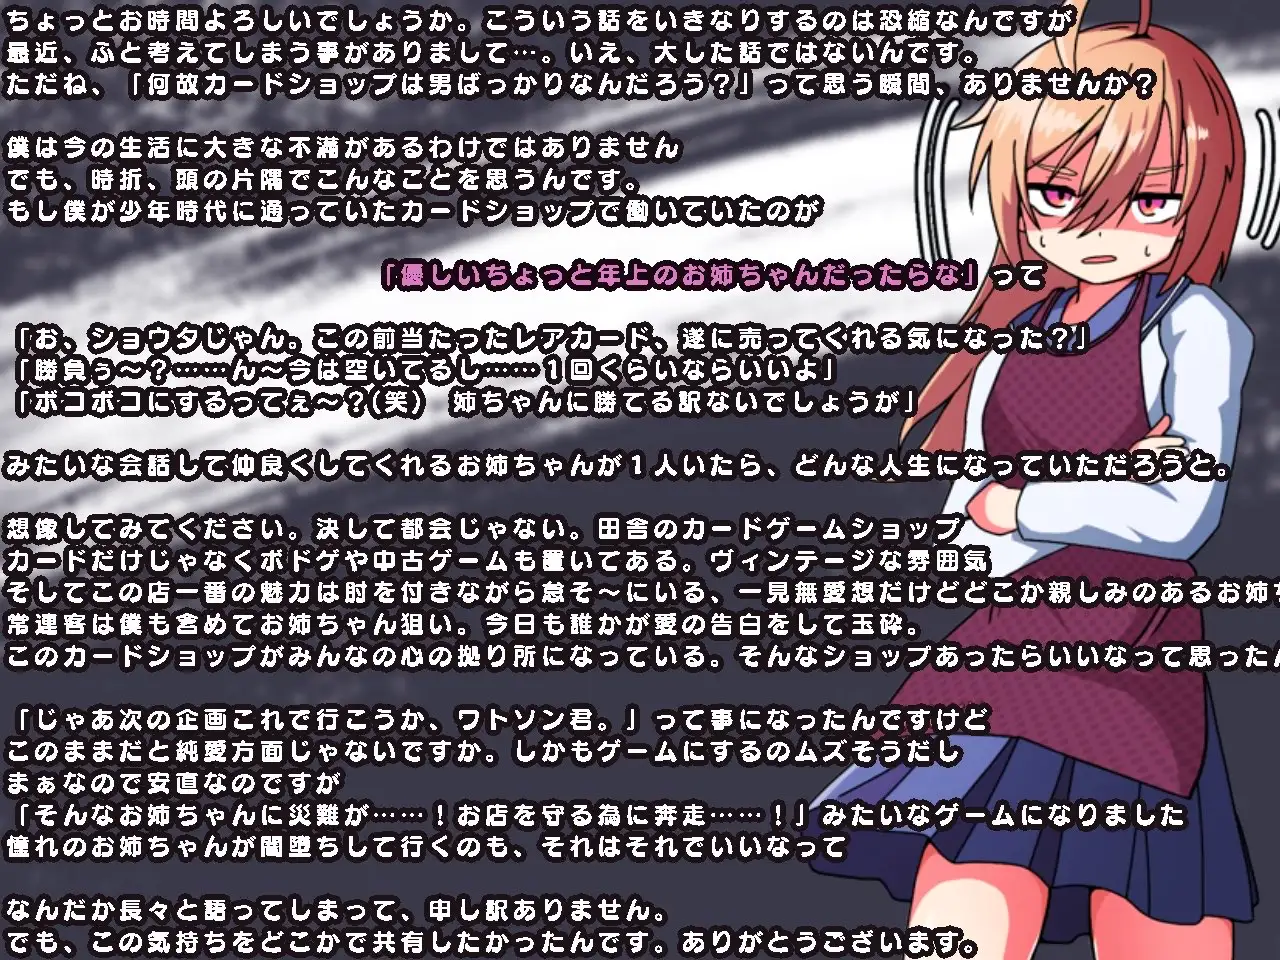 ちょっとお時間よろしいでしょうか。こういう話をいきなりするのは恐縮なんですが
最近、ふと考えてしまう事がありまして…。いえ、大した話ではないんです。
ただね、「何故カードショップは男ばっかりなんだろう？」って思う瞬間、ありませんか？
僕は今の生活に大きな不満があるわけではありません
でも、時折、頭の片隅でこんなことを思うんです。
もし僕が少年時代に通っていたカードショップで働いていたのが
「優しいちょっと年上のお姉ちゃんだったらな」って
「お、ショウタじゃん。この前当たったレアカード、遂に売ってくれる気になった？」
「勝負ぅ～？……ん～今は空いてるし……１回くらいならいいよ」
「ボコボコにするってぇ～？(笑)　姉ちゃんに勝てる訳ないでしょうが」
みたいな会話して仲良くしてくれるお姉ちゃんが１人いたら、どんな人生になっていただろうと。
想像してみてください。決して都会じゃない。田舎のカードゲームショップ
カードだけじゃなくボドゲや中古ゲームも置いてある。ヴィンテージな雰囲気
そしてこの店一番の魅力は肘を付きながら怠そ～にいる、一見無愛想だけどどこか親しみのあるお姉ち
常連客は僕も含めてお姉ちゃん狙い。今日も誰かが愛の告白をして玉砕。
このカードショップがみんなの心の拠り所になっている。そんなショップあったらいいなって思ったん
「じゃあ次の企画これで行こうか、ワトソン君。」って事になったんですけど
このままだと純愛方面じゃないですか。しかもゲームにするのムズそうだし
まぁなので安直なのですが
「そんなお姉ちゃんに災難が……！お店を守る為に奔走……！」みたいなゲームになりました
憧れのお姉ちゃんが闇堕ちして行くのも、それはそれでいいなって
なんだか長々と語ってしまって、申し訳ありません。
でも、この気持ちをどこかで共有したかったんです。ありがとうございます。